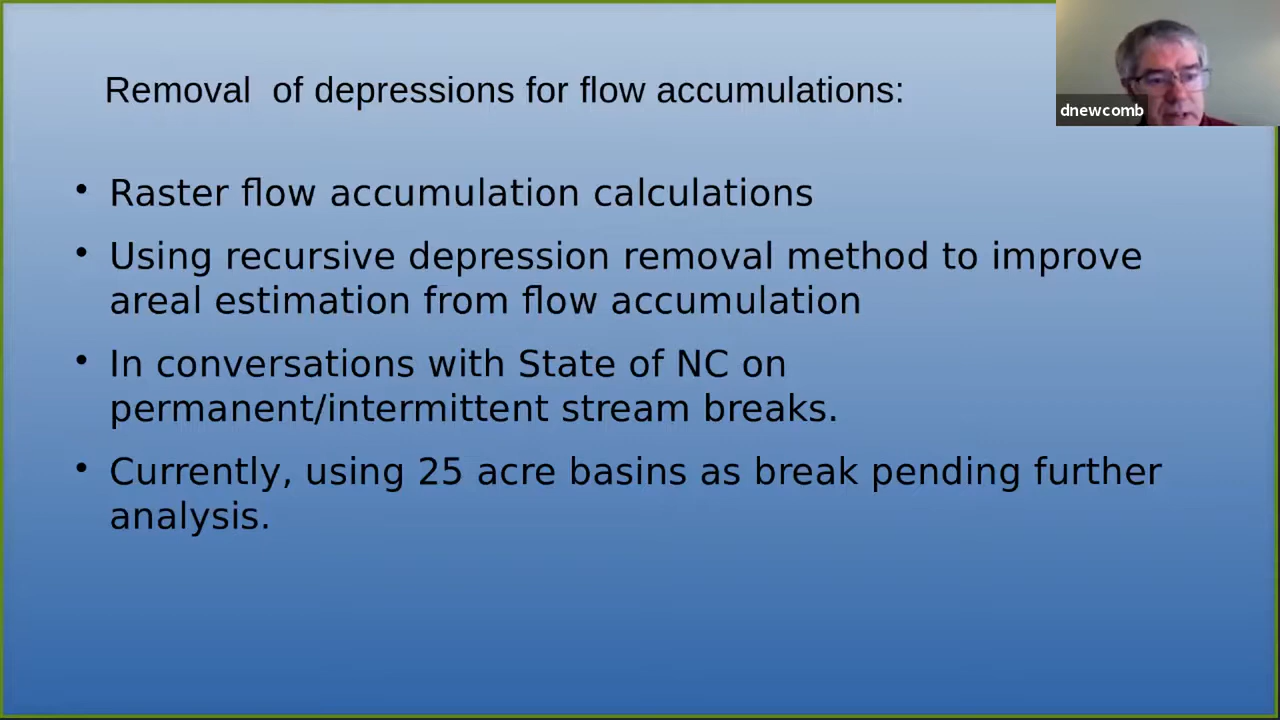 Removal  of depressions for flow accumulations:
dnewcomb
• Raster flow accumulation calculations
• Using recursive depression removal method to improve
areal estimation from flow accumulation
• In conversations with State of NC on
permanent/intermittent stream breaks.
• Currently, using 25 acre basins as break pending further
analysis.